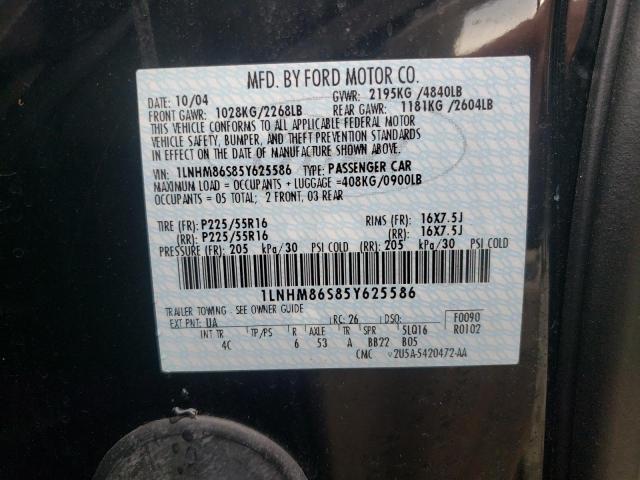 MFD. BY FORD MOTOR CO.
DATE: 10/04 GVWR: 2195KG /4840LB
FRONT GAWR: 1028KG/2268LB REAR GAWR: 1181KG /2604LB
THIS VEHICLE CONFORMS TO ALL APPLICABLE FEDERAL MOTOR
VEHICLE SAFETY, BUMPER, AND THEFT PREVENTION STANDARDS
IN EFFECT ON THE DATE OF MANUFACTURE SHOWN ABOVE.
VIN: 1LNHM86S85Y625586 TYPE: PASSENGER CAR
MAXIMUM LOAD = OCCUPANTS + LUGGAGE =408KG/0900LB
OCCUPANTS = 05 TOTAL; 2 FRONT, 03 REAR
TIRE (FR): P225/55R16 RIMS (FR): 16X7.5J
(RR): P225/55R16 (RR): 16X7.5J
PRESSURE (FR): 205 kPa/30 PSI COLD (RR): 205 kPa/30 PSI COLD
1LNHM86S85Y625586
TRAILER TOWING - SEE OWNER GUIDE
EXT PNT: UA RC: 26 DSO: F0090
INT TR TP/PS R AXLE TR SPR 5LQ16 R0102
4C 6 53 A BB22 B05
CMC v2U5A-5420472-AA